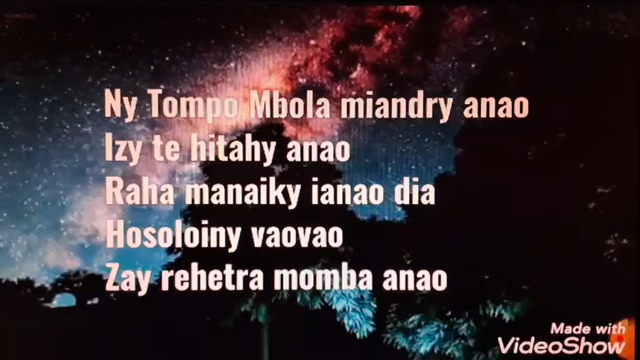 Ny Tompo Mbola miandry anao
Izy te hitahy anao
Raha manaiky ianao dia
Hosoloiny vaovao
Zay rehetra momba anao
Made with
VideoShow